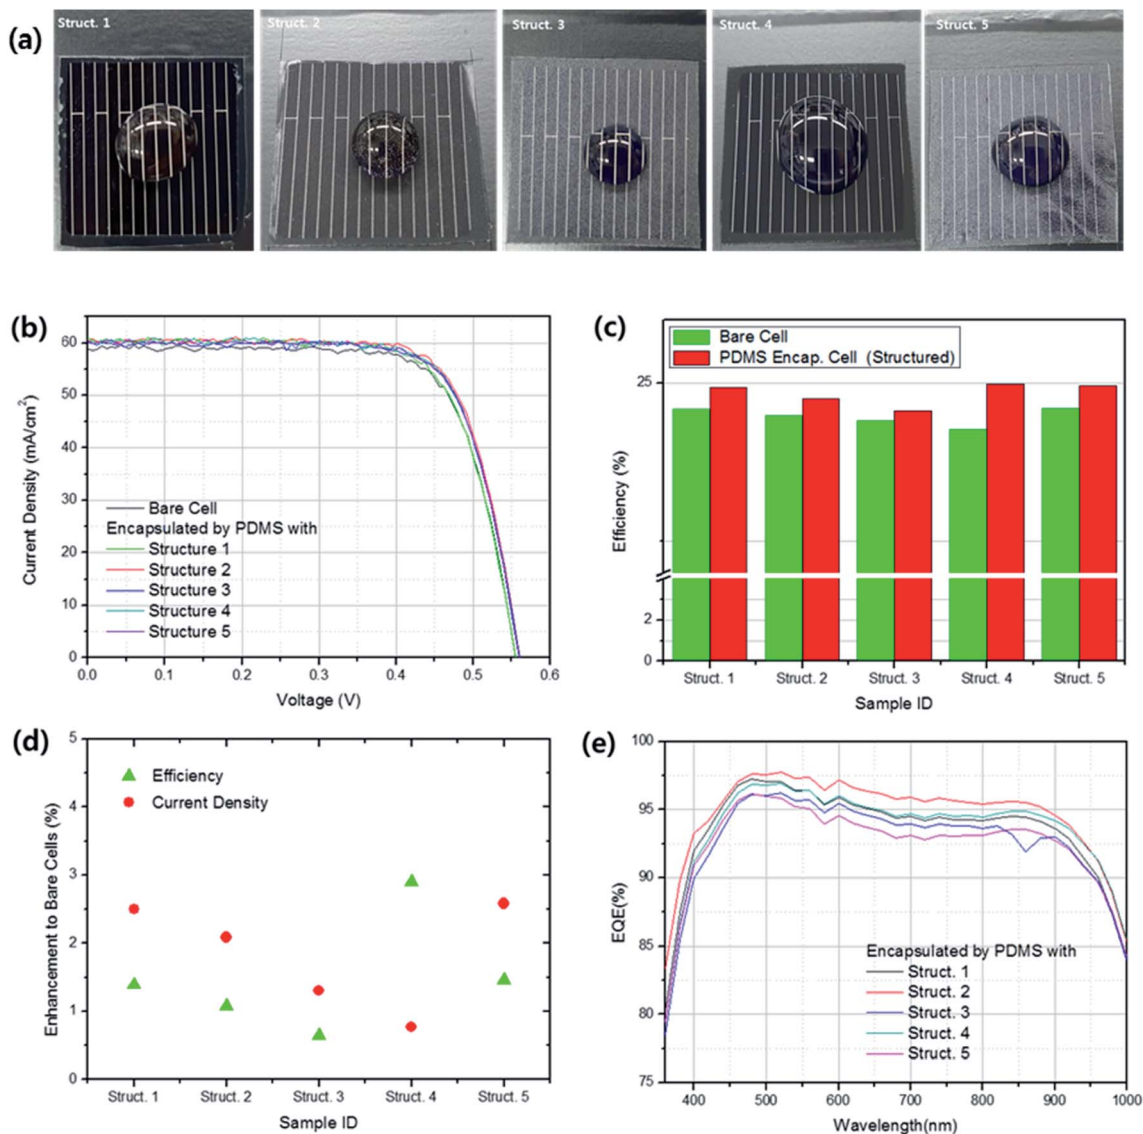 (a)
Struct. 1
Struct. 2
Struct. 3
Struct. 4
Struct. 5
(b)
Current Density (mA/cm²)
60
50
40
30
60
20
10
0
0.0 0.1 0.2 0.3 0.4 0.5 0.6
Voltage (V)
Bare Cell
Encapsulated by PDMS with
Structure 1
Structure 2
Structure 3
Structure 4
Structure 5
(c)
Bare Cell
PDMS Encap. Cell (Structured)
Efficiency (%)
25
2
0
Struct. 1 Struct. 2 Struct. 3 Struct. 4 Struct. 5
Sample ID
(d)
Efficiency
Current Density
Enhancement to Bare Cells (%)
5
4
3
2
1
0
Struct. 1 Struct. 2 Struct. 3 Struct. 4 Struct. 5
Sample ID
(e)
EQE(%)
100
95
90
85
80
75
Encapsulated by PDMS with
Struct. 1
Struct. 2
Struct. 3
Struct. 4
Struct. 5
400 500 600 700 800 900 1000
Wavelength(nm)